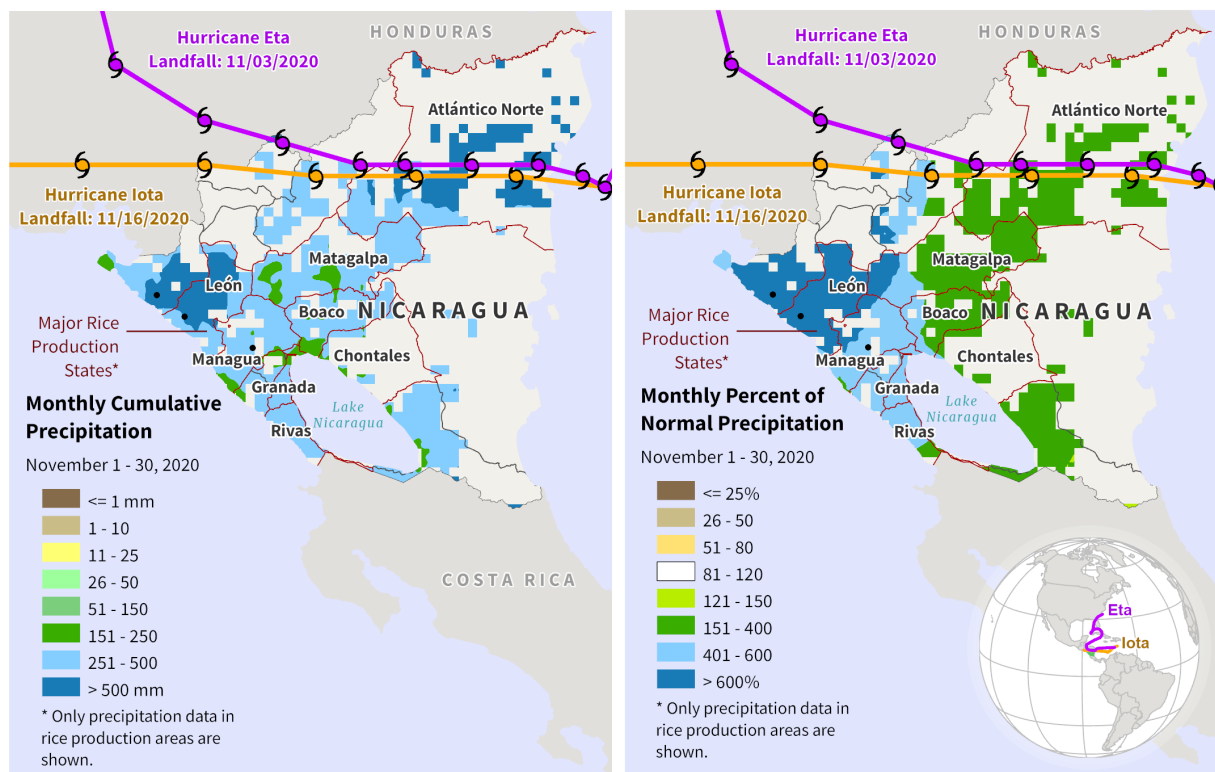 HONDURAS
Hurricane Eta
Landfall: 11/03/2020
Atlántico Norte
Hurricane Iota
Landfall: 11/16/2020
Matagalpa
León
Boaco
NICARAGUA
Major Rice
Production
States*
Managua
Chontales
Granada
Lake
Nicaragua
Rivas
Monthly Cumulative
Precipitation
November 1 - 30, 2020
<= 1 mm
1 - 10
11 - 25
26 - 50
51 - 150
151 - 250
251 - 500
> 500 mm
* Only precipitation data in
rice production areas are
shown.
COSTA RICA
HONDURAS
Hurricane Eta
Landfall: 11/03/2020
Atlántico Norte
Hurricane Iota
Landfall: 11/16/2020
Matagalpa
León
Boaco
NICARAGUA
Major Rice
Production
States*
Managua
Chontales
Granada
Lake
Nicaragua
Rivas
Monthly Percent of
Normal Precipitation
November 1 - 30, 2020
<= 25%
26 - 50
51 - 80
81 - 120
121 - 150
151 - 400
401 - 600
> 600%
* Only precipitation data in
rice production areas are
shown.
Eta
Iota